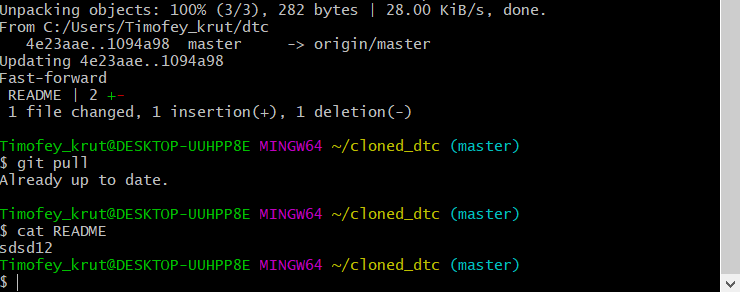 Unpacking objects: 100% (3/3), 282 bytes | 28.00 KiB/s, done.
From C:/Users/Timofey_krut/dtc
   4e23aae..1094a98  master     -> origin/master
Updating 4e23aae..1094a98
Fast-forward
 README | 2 +-
 1 file changed, 1 insertion(+), 1 deletion(-)
Timofey_krut@DESKTOP-UUHPP8E MINGW64 ~/cloned_dtc (master)
$ git pull
Already up to date.
Timofey_krut@DESKTOP-UUHPP8E MINGW64 ~/cloned_dtc (master)
$ cat README
sdsd12
Timofey_krut@DESKTOP-UUHPP8E MINGW64 ~/cloned_dtc (master)
$